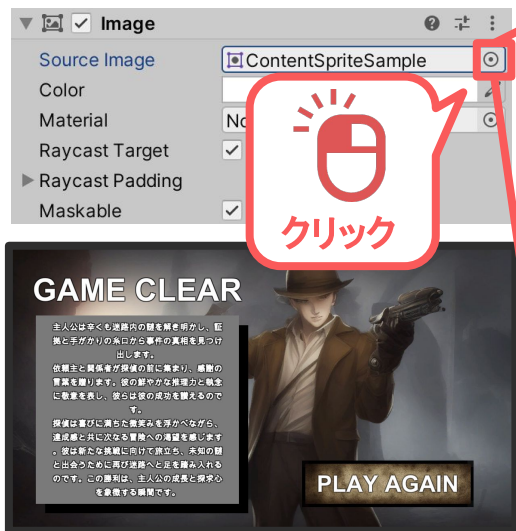 Image
Source Image
ContentSpriteSample
Color
Material
No
Raycast Target
Raycast Padding
Maskable
クリック
GAME CLEAR
主人公は辛くも迷路内の謎を解き明かし、証
拠と手がかりの糸口から事件の真相を見つけ
出します。
依頼主と関係者が探偵の前に集まり、感謝の
言葉を贈ります。彼の鮮やかな推理力と執念
に敬意を表し、彼らは彼の成功を讃えるので
す。
探偵は喜びに満ちた微笑みを浮かべながら、
達成感と共に次なる冒険への渇望を感じます
。彼は新たな挑戦に向けて旅立ち、未知の謎
と出会うために再び迷路へと足を踏み入れる
のです。この勝利は、主人公の成長と探求心
を象徴する瞬間です。
PLAY AGAIN